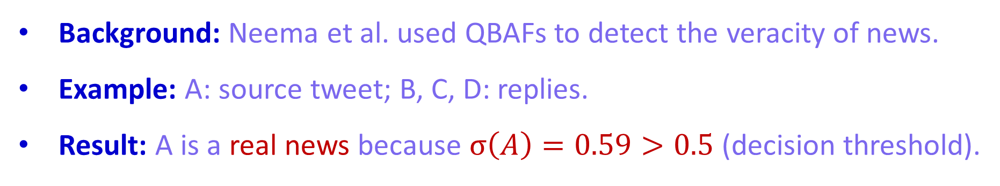 • Background: Neema et al. used QBAFs to detect the veracity of news.
• Example: A: source tweet; B, C, D: replies.
• Result: A is a real news because σ(A) = 0.59 > 0.5 (decision threshold).